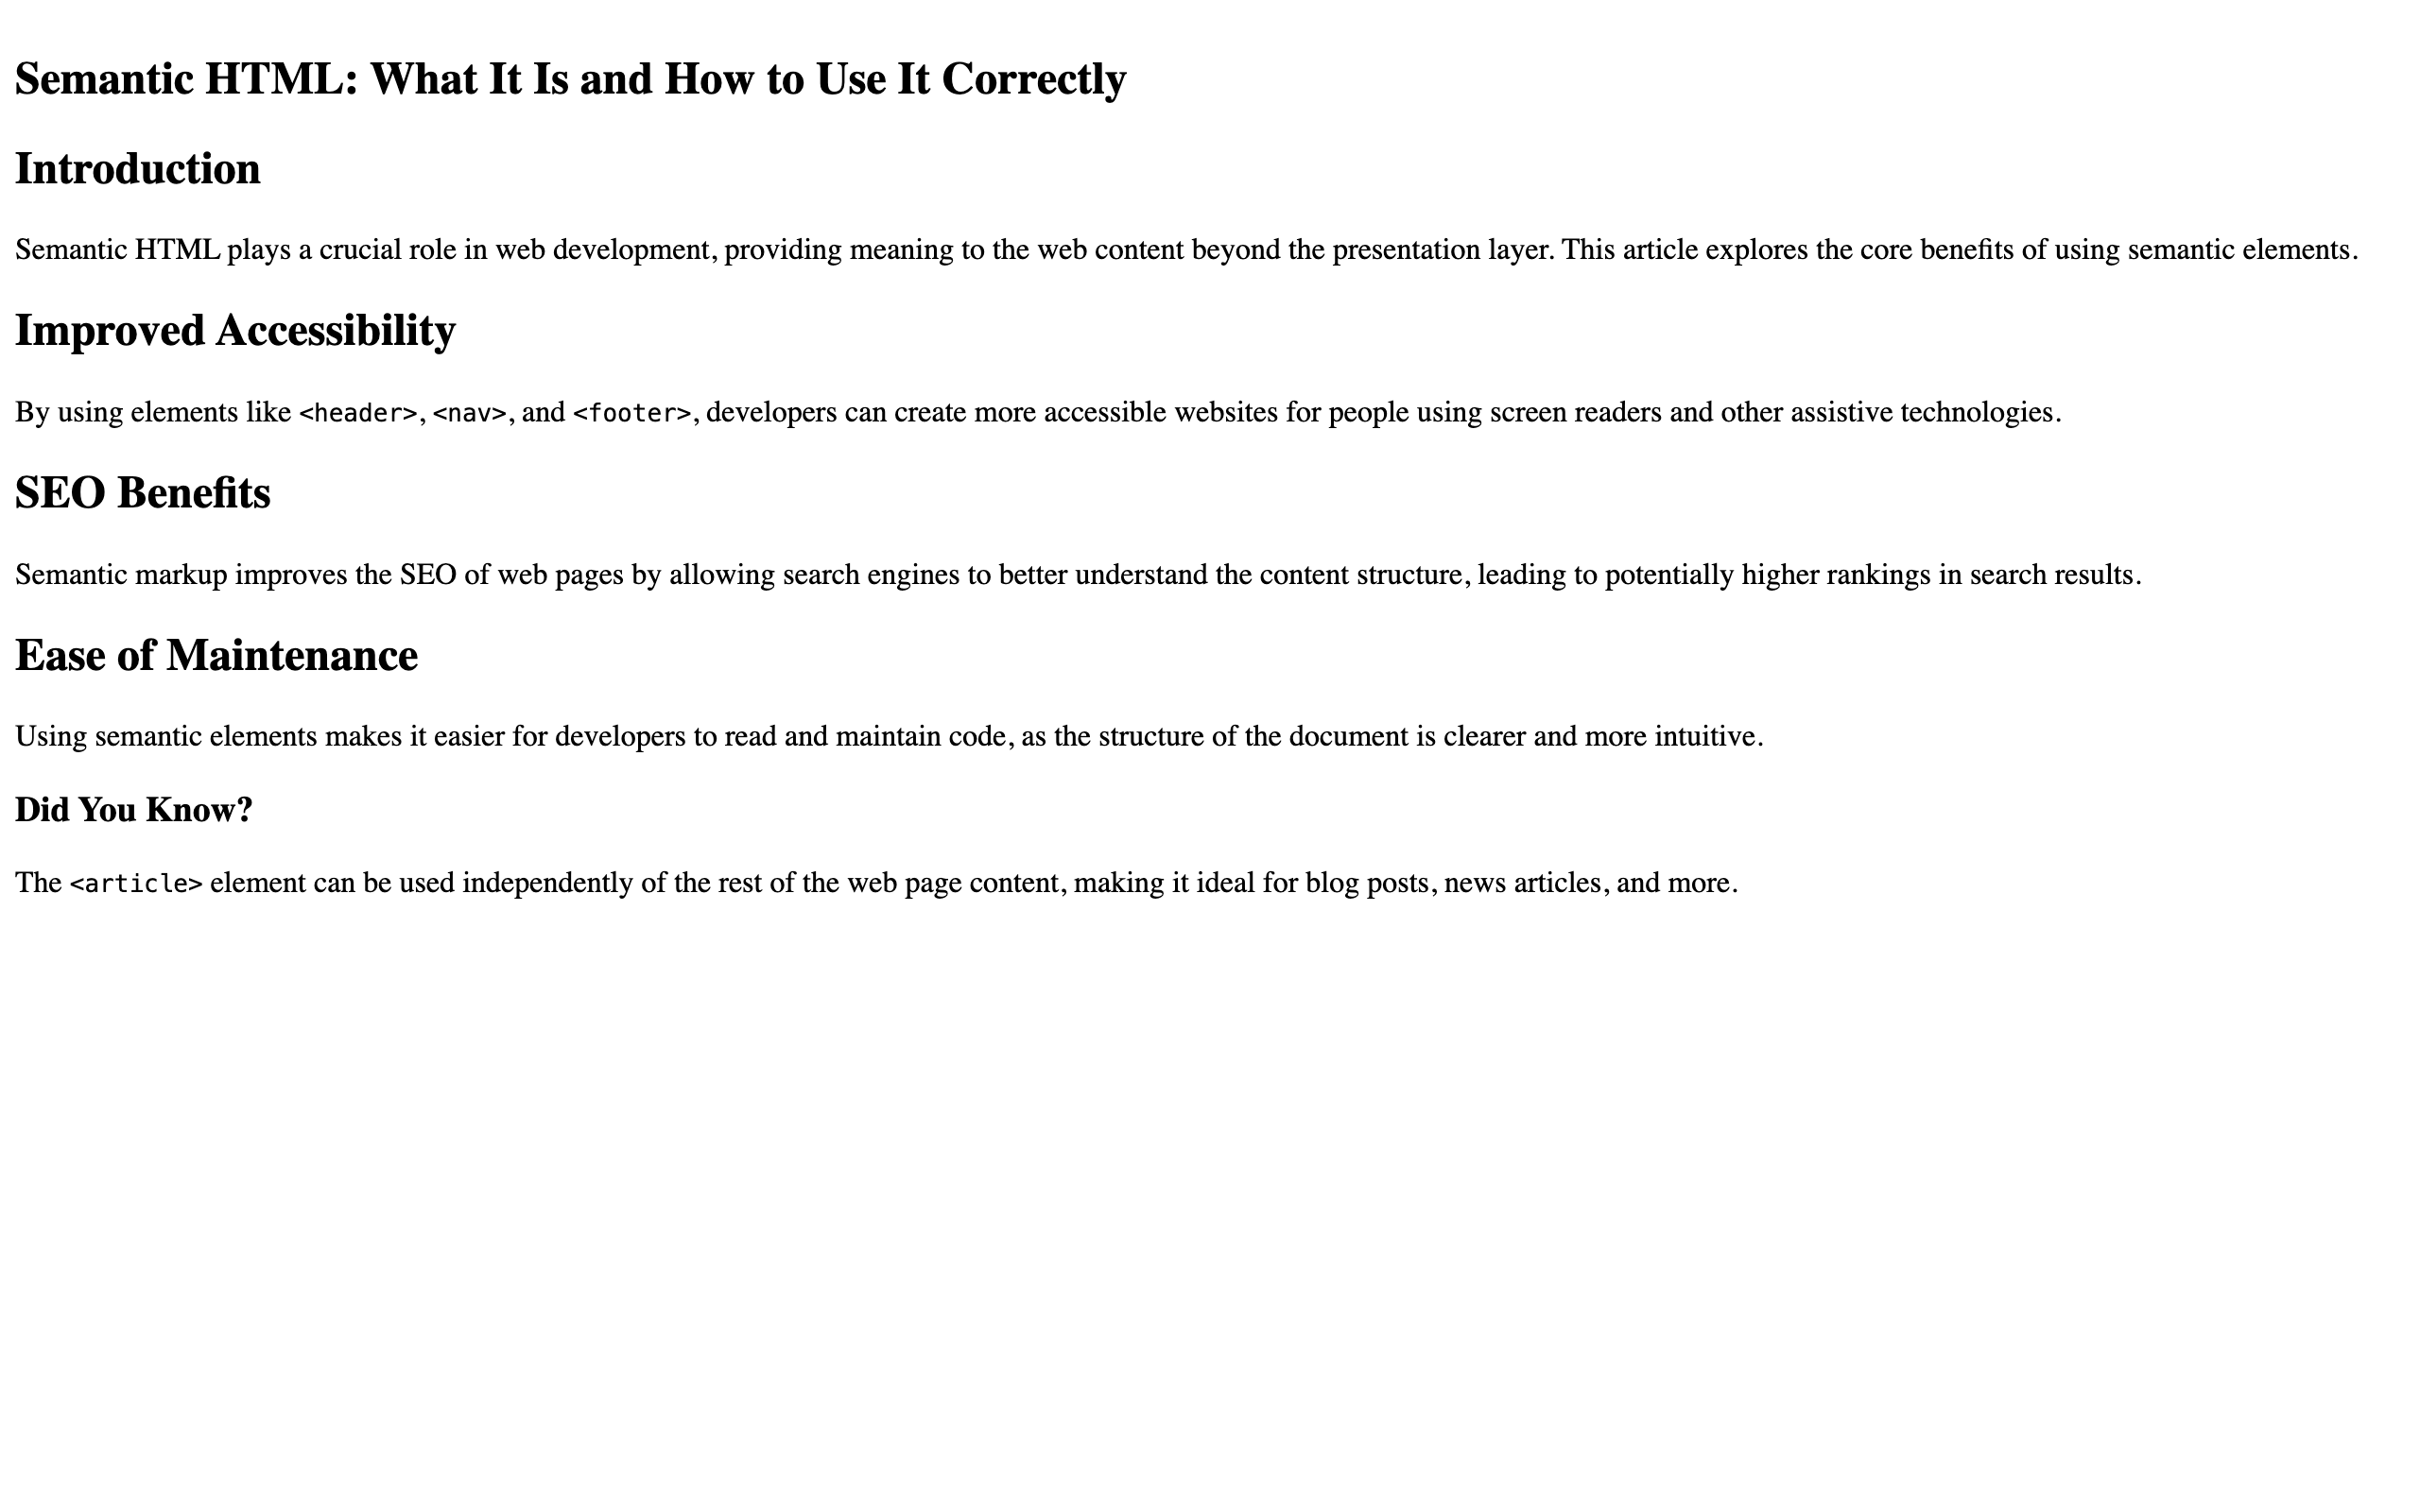 Semantic HTML: What It Is and How to Use It Correctly
Introduction
Semantic HTML plays a crucial role in web development, providing meaning to the web content beyond the presentation layer. This article explores the core benefits of using semantic elements.
Improved Accessibility
By using elements like <header>, <nav>, and <footer>, developers can create more accessible websites for people using screen readers and other assistive technologies.
SEO Benefits
Semantic markup improves the SEO of web pages by allowing search engines to better understand the content structure, leading to potentially higher rankings in search results.
Ease of Maintenance
Using semantic elements makes it easier for developers to read and maintain code, as the structure of the document is clearer and more intuitive.
Did You Know?
The <article> element can be used independently of the rest of the web page content, making it ideal for blog posts, news articles, and more.